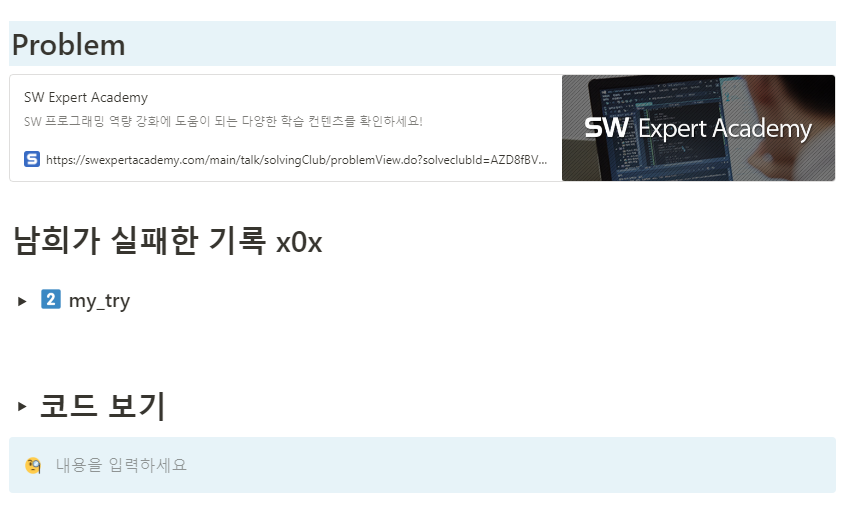 Problem
SW Expert Academy
SW 프로그래밍 역량 강화에 도움이 되는 다양한 학습 컨텐츠를 확인하세요!
S https://swexpertacademy.com/main/talk/solvingClub/problemView.do?solveclubId=AZD8fBV...
SW Expert Academy
남희가 실패한 기록 x0x
2 my_try
코드 보기
내용을 입력하세요